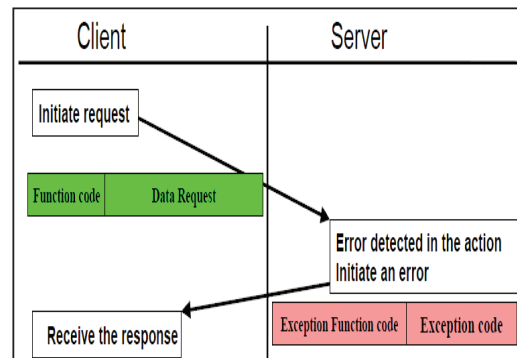 Client
Server
Initiate request
Function code
Data Request
Error detected in the action
Initiate an error
Receive the response
Exception Function code
Exception code